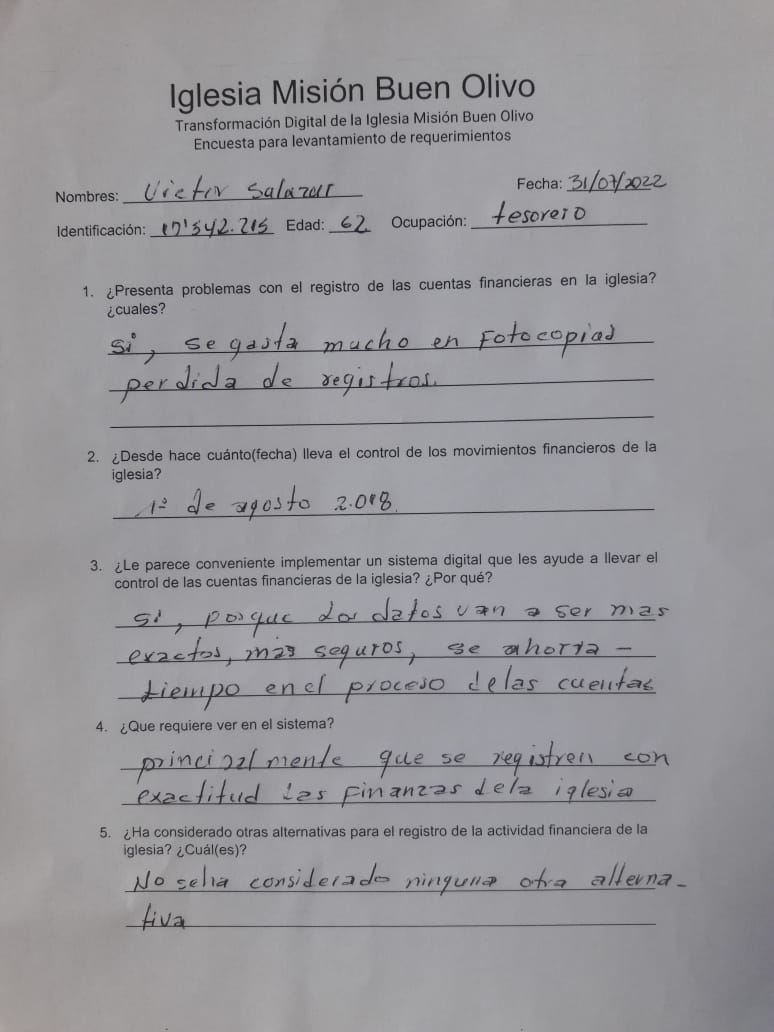 Iglesia Misión Buen Olivo
Transformación Digital de la Iglesia Misión Buen Olivo
Encuesta para levantamiento de requerimientos
Nombres: Victor Salazar Fecha: 31/07/2022
Identificación: 17'542.215 Edad: 62 Ocupación: tesorero
1. ¿Presenta problemas con el registro de las cuentas financieras en la iglesia?
¿cuales?
Si, se gasta mucho en Fotocopias
perdida de registros.
2. ¿Desde hace cuánto(fecha) lleva el control de los movimientos financieros de la
iglesia?
1º de agosto 2.018.
3. ¿Le parece conveniente implementar un sistema digital que les ayude a llevar el
control de las cuentas financieras de la iglesia? ¿Por qué?
Si, porque los datos van a ser mas
exactos, mas seguros, se ahorra -
tiempo en el proceso de las cuentas
4. ¿Que requiere ver en el sistema?
principalmente que se registren con
exactitud las finanzas de la iglesia
5. ¿Ha considerado otras alternativas para el registro de la actividad financiera de la
iglesia? ¿Cuál(es)?
No se ha considerado ninguna otra alterna-
tiva